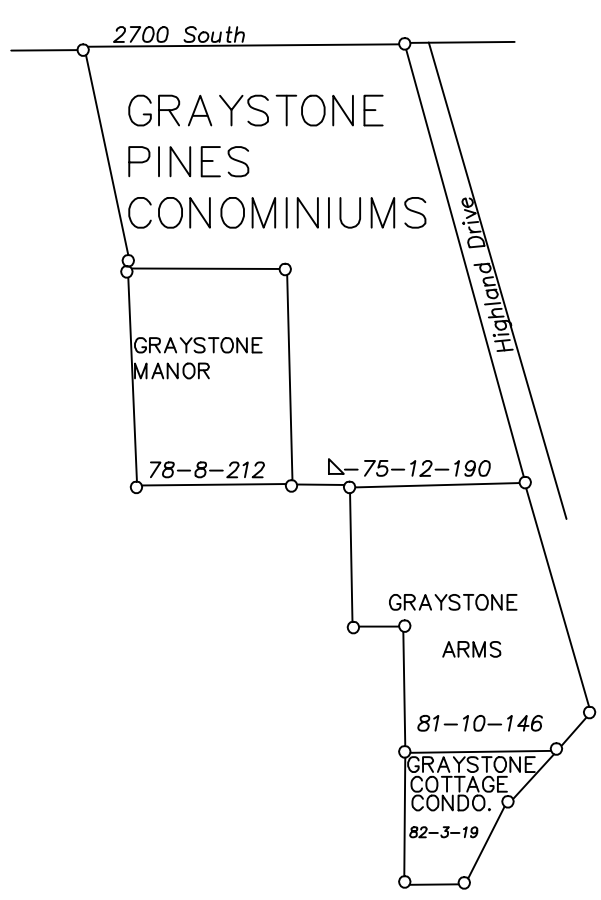 2700 South
GRAYSTONE
PINES
CONOMINIUMS
Highland Drive
GRAYSTONE
MANOR
78-8-212
-75-12-190
GRAYSTONE
ARMS
81-10-146
GRAYSTONE
COTTAGE
CONDO.
82-3-19